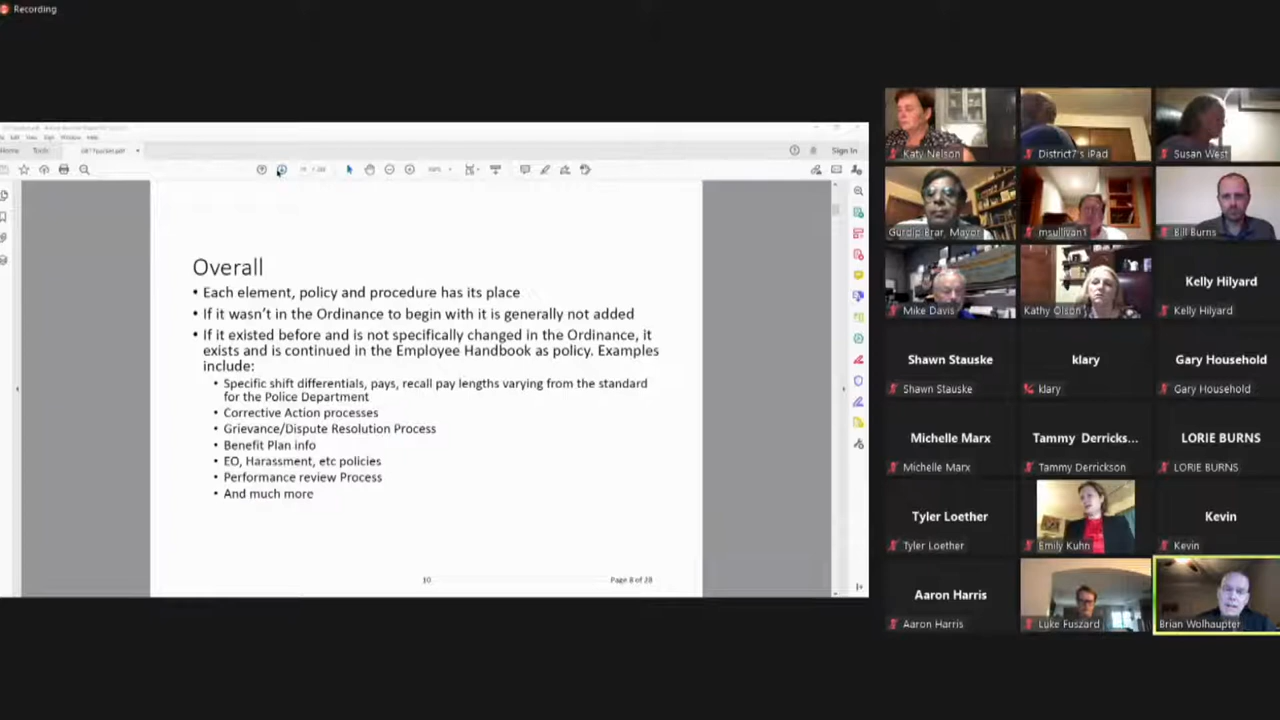 Recording
Home
Tools
Sign In
Overall
• Each element, policy and procedure has its place
• If it wasn't in the Ordinance to begin with it is generally not added
• If it existed before and is not specifically changed in the Ordinance, it
exists and is continued in the Employee Handbook as policy. Examples
include:
• Specific shift differentials, pays, recall pay lengths varying from the standard
for the Police Department
• Corrective Action processes
• Grievance/Dispute Resolution Process
• Benefit Plan info
• EO, Harassment, etc policies
• Performance review Process
• And much more
10
Page 8 of 28
Katy Nelson
District7's iPad
Susan West
Gurdip Brar, Mayor
msullivan1
Bill Burns
Mike Davis
Kathy Olson
Kelly Hilyard
Kelly Hilyard
Shawn Stauske
klary
Gary Household
Shawn Stauske
klary
Gary Household
Michelle Marx
Tammy Derricks...
LORIE BURNS
Michelle Marx
Tammy Derrickson
LORIE BURNS
Tyler Loether
Kevin
Tyler Loether
Emily Kuhn
Kevin
Aaron Harris
Aaron Harris
Luke Fuszard
Brian Wolhaupter